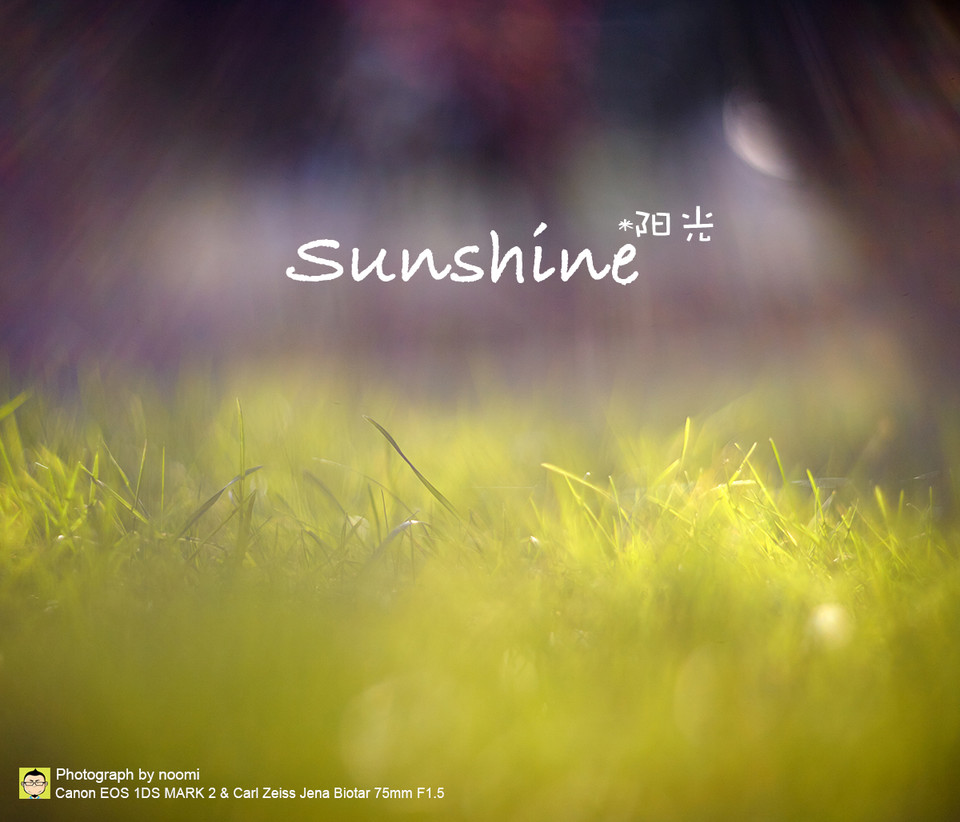 Sunshine *阳光
Photograph by noomi
Canon EOS 1DS MARK 2 & Carl Zeiss Jena Biotar 75mm F1.5